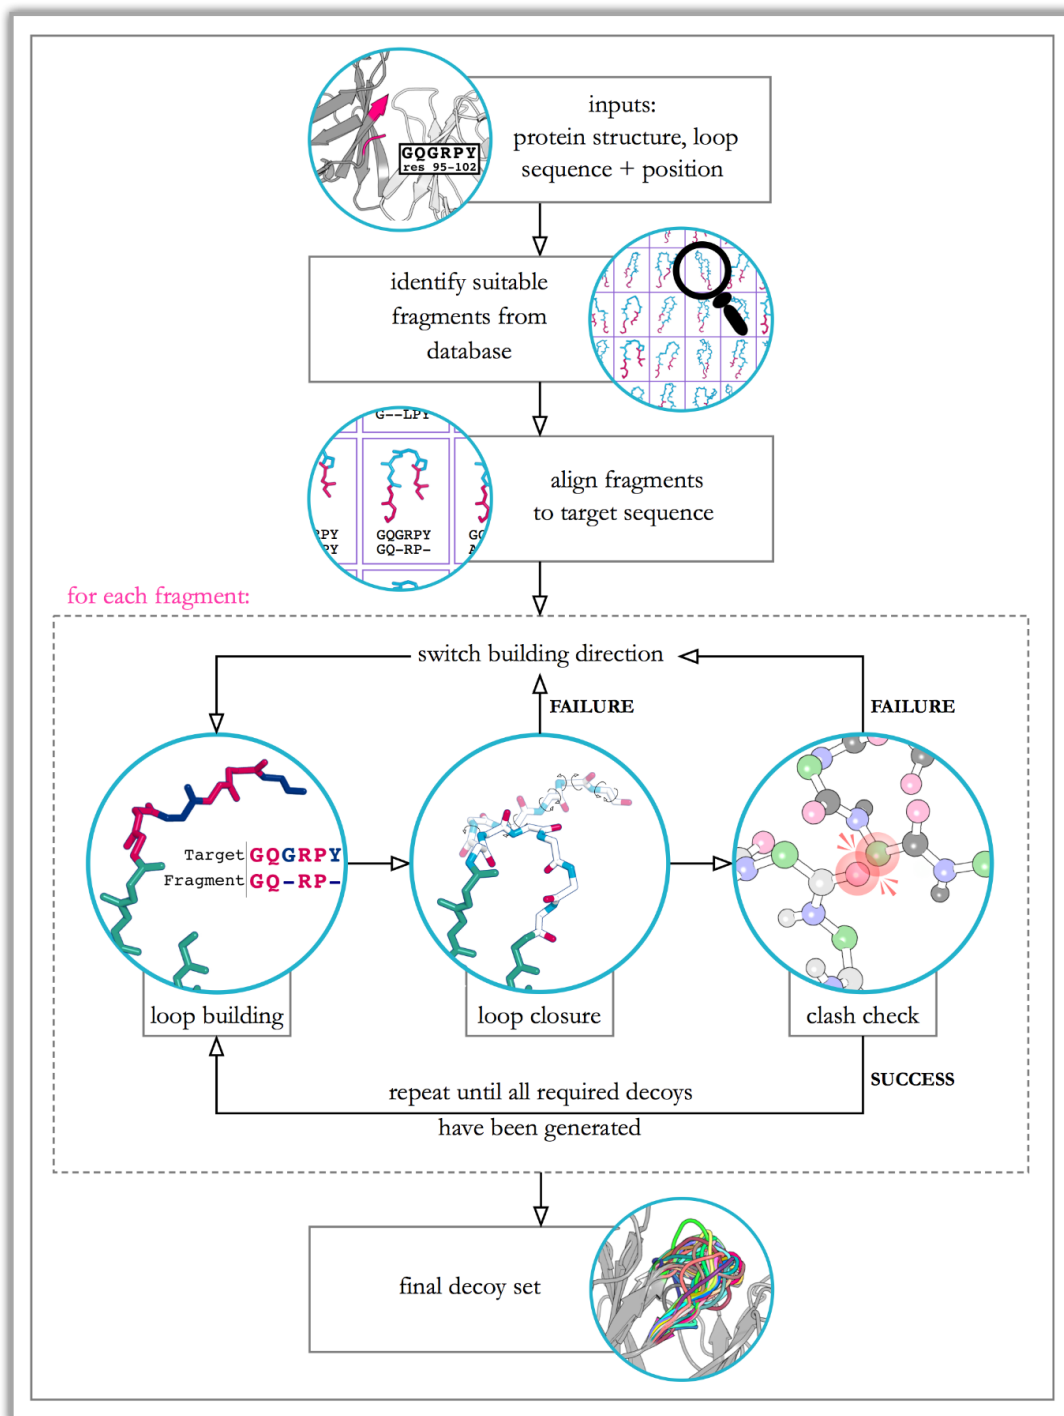 inputs:
protein structure, loop
sequence + position
GQGRPY
res 95-102
identify suitable
fragments from
database
G--LPY
align fragments
to target sequence
RPY
GQGRPY
GQ-RP-
for each fragment:
switch building direction
FAILURE
FAILURE
Target GQGRPY
Fragment GQ-RP-
loop building
loop closure
clash check
SUCCESS
repeat until all required decoys
have been generated
final decoy set